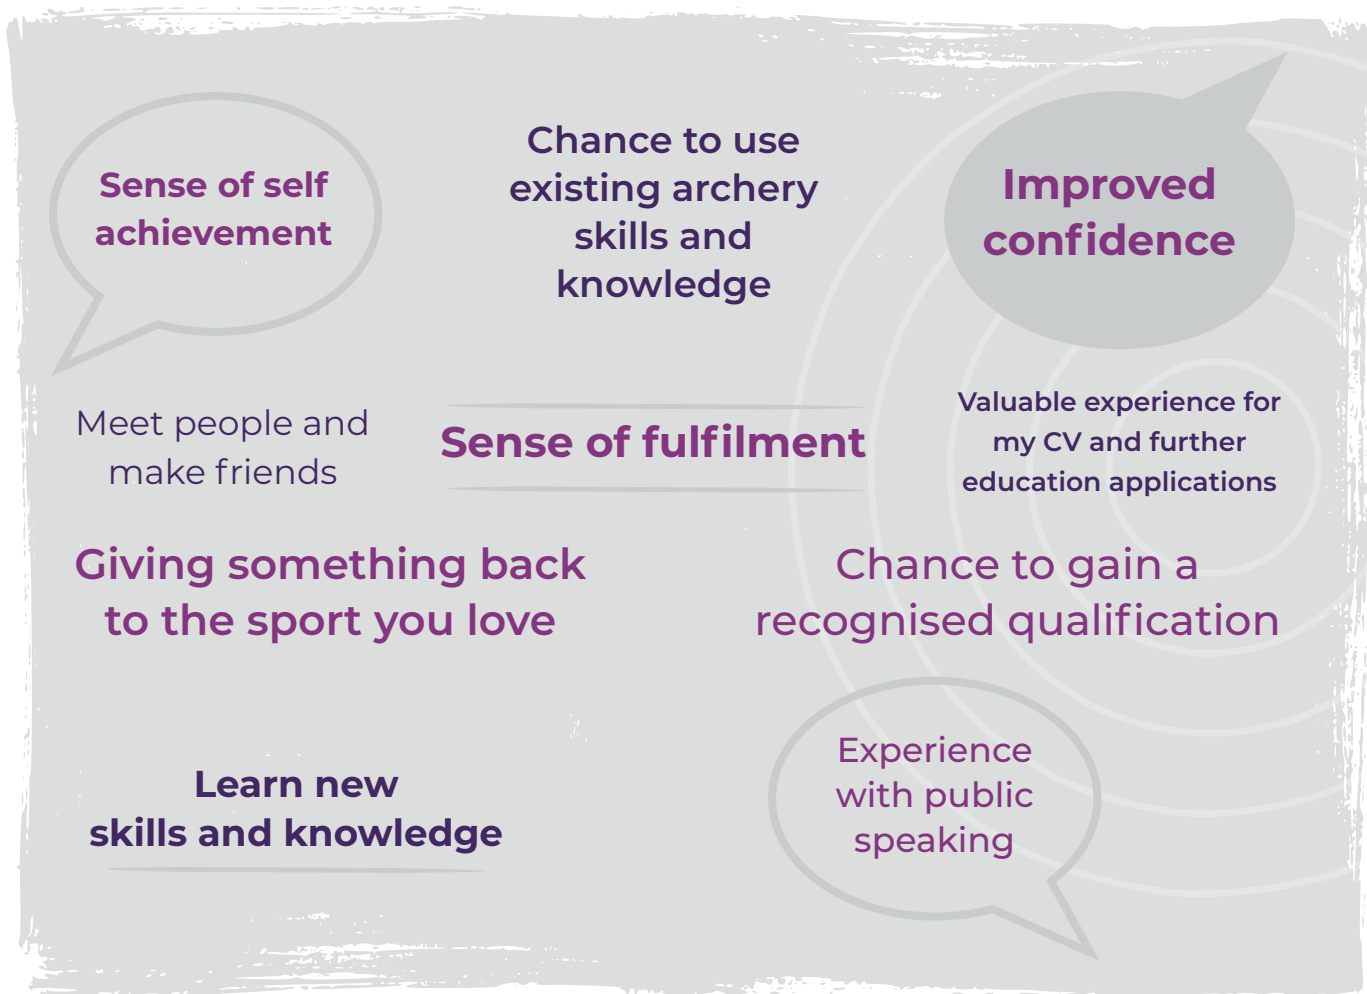 Sense of self
achievement
Chance to use
existing archery
skills and
knowledge
Improved
confidence
Meet people and
make friends
Sense of fulfilment
Valuable experience for
my CV and further
education applications
Giving something back
to the sport you love
Chance to gain a
recognised qualification
Learn new
skills and knowledge
Experience
with public
speaking